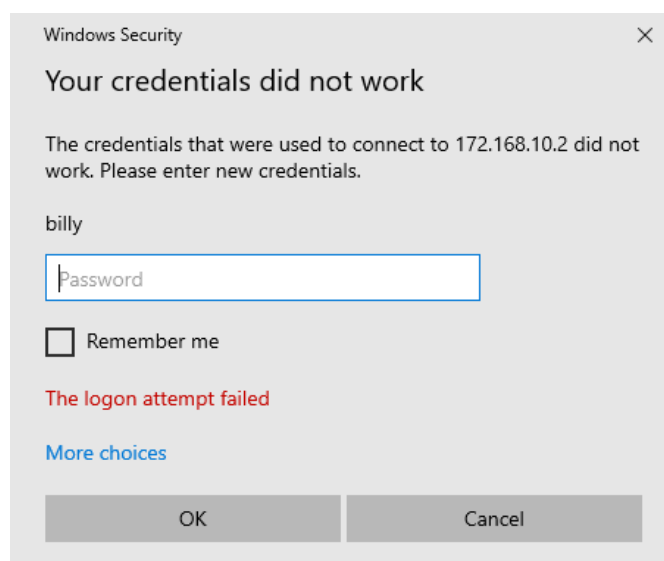 Windows Security
Your credentials did not work
The credentials that were used to connect to 172.168.10.2 did not
work. Please enter new credentials.
billy
Password
Remember me
The logon attempt failed
More choices
OK Cancel